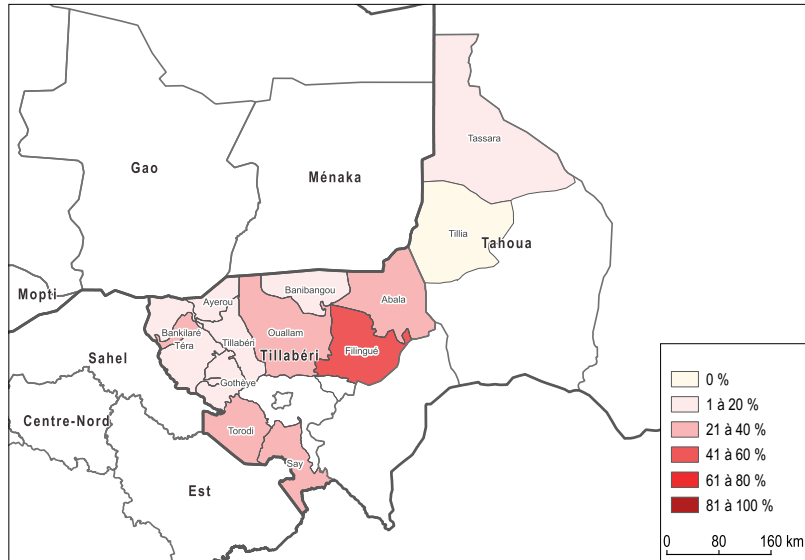 Tassara
Gao
Ménaka
Tillia
Tahoua
Mopti
Banibangou
Ayerou
Abala
Bankilaré
Ouallam
Téra
Tillabéri
Tillabéri
Filingué
Sahel
Gothèye
Centre-Nord
Torodi
Say
Est
0 %
1 à 20 %
21 à 40 %
41 à 60 %
61 à 80 %
81 à 100 %
0 80 160 km